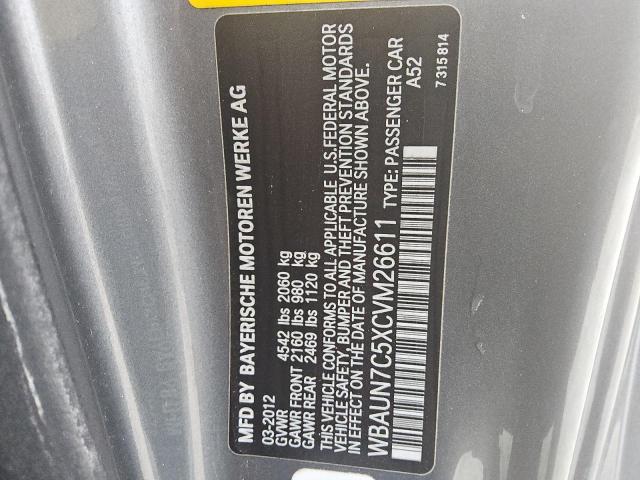 MFD BY BAYERISCHE MOTOREN WERKE AG
03-2012
GVWR 4542 lbs 2060 kg
GAWR FRONT 2160 lbs 980 kg
GAWR REAR 2469 lbs 1120 kg
THIS VEHICLE CONFORMS TO ALL APPLICABLE U.S.FEDERAL MOTOR
VEHICLE SAFETY, BUMPER AND THEFT PREVENTION STANDARDS
IN EFFECT ON THE DATE OF MANUFACTURE SHOWN ABOVE.
WBAUN7C5XCVM26611 TYPE: PASSENGER CAR
A52
7 315 814